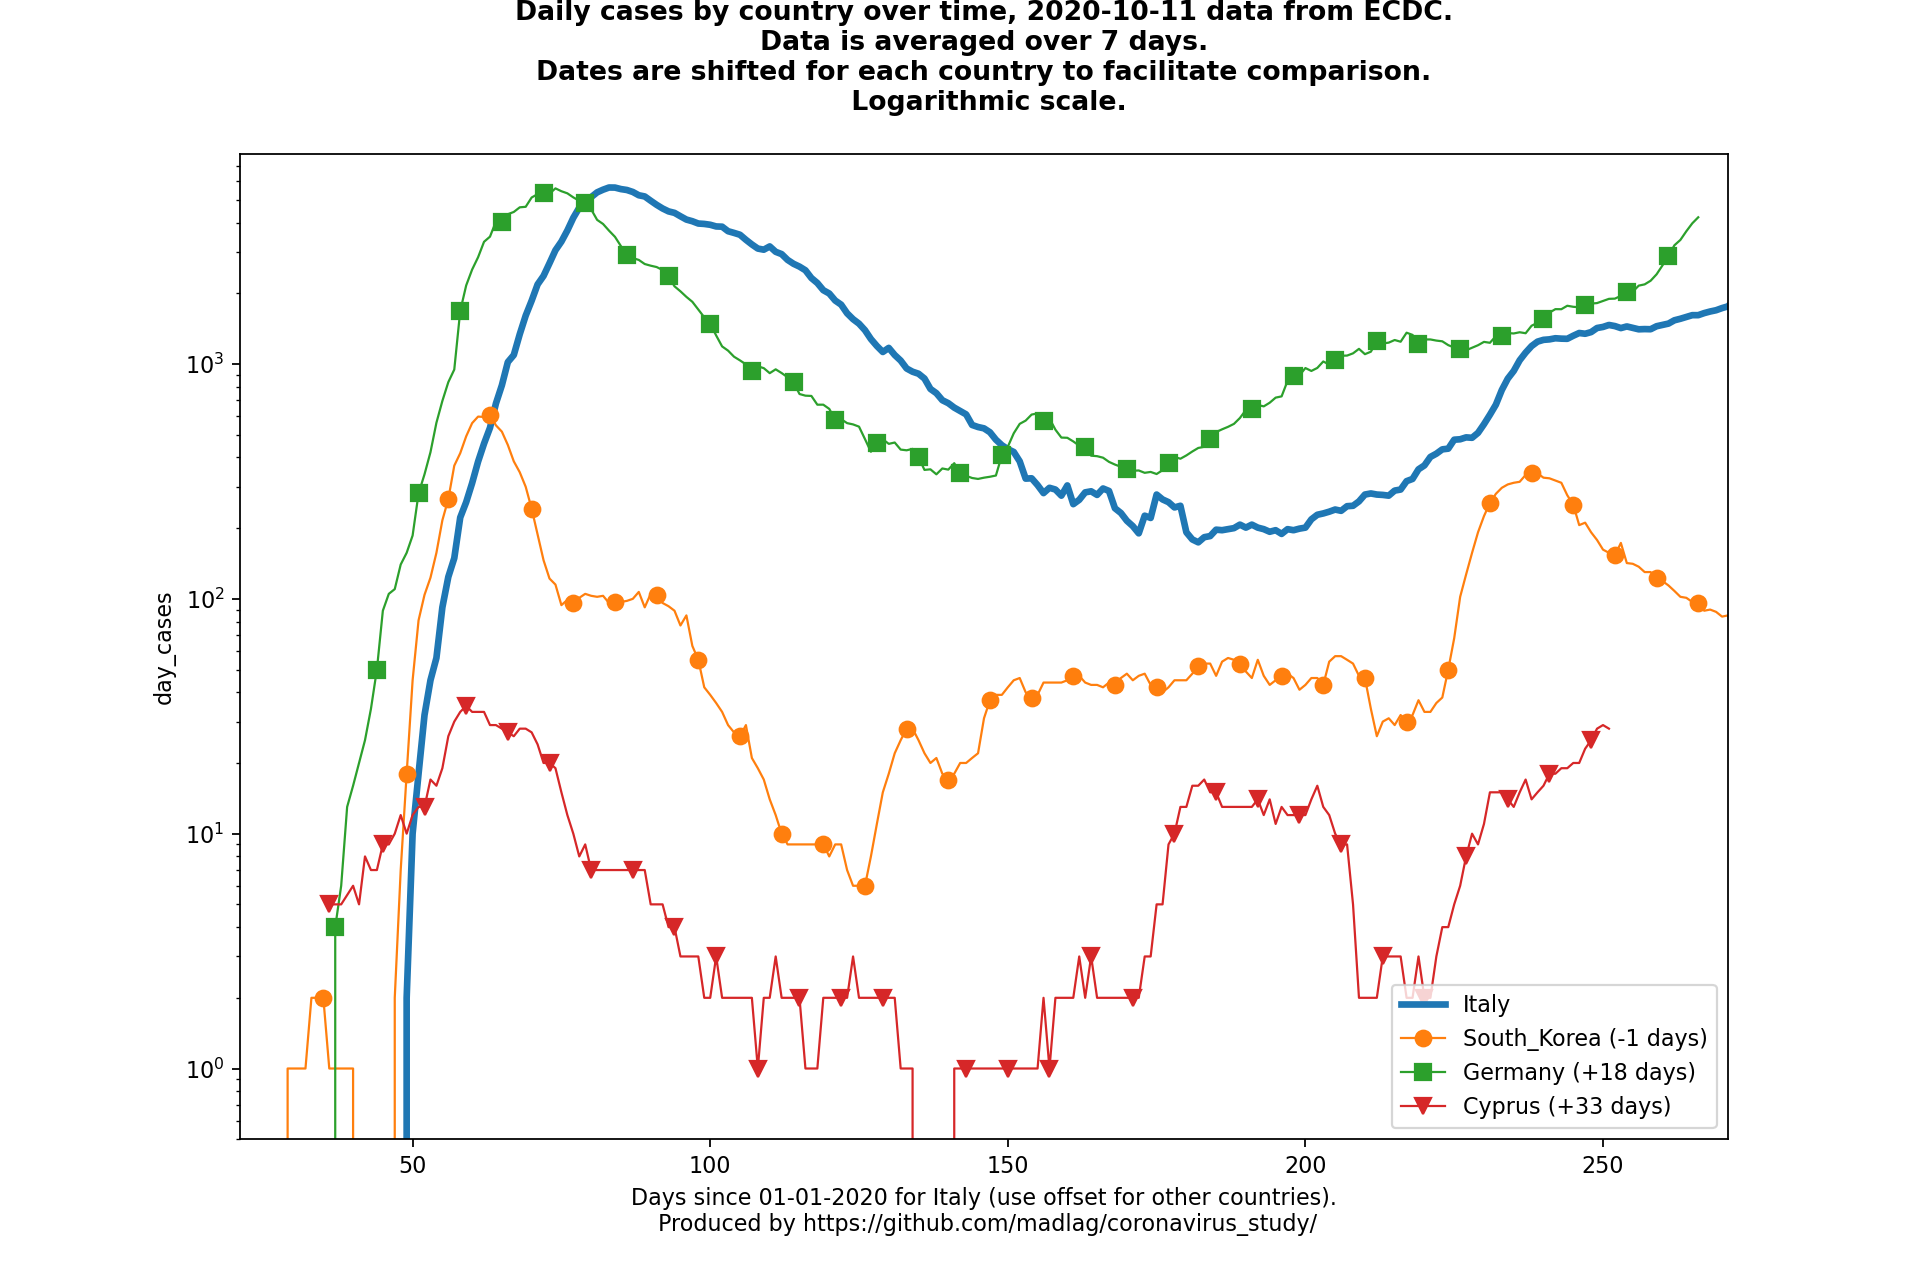 Daily cases by country over time, 2020-10-11 data from ECDC.
Data is averaged over 7 days.
Dates are shifted for each country to facilitate comparison.
Logarithmic scale.
10³
10²
10¹
10⁰
day_cases
Italy
South_Korea (-1 days)
Germany (+18 days)
Cyprus (+33 days)
50 100 150 200 250
Days since 01-01-2020 for Italy (use offset for other countries).
Produced by https://github.com/madlag/coronavirus_study/